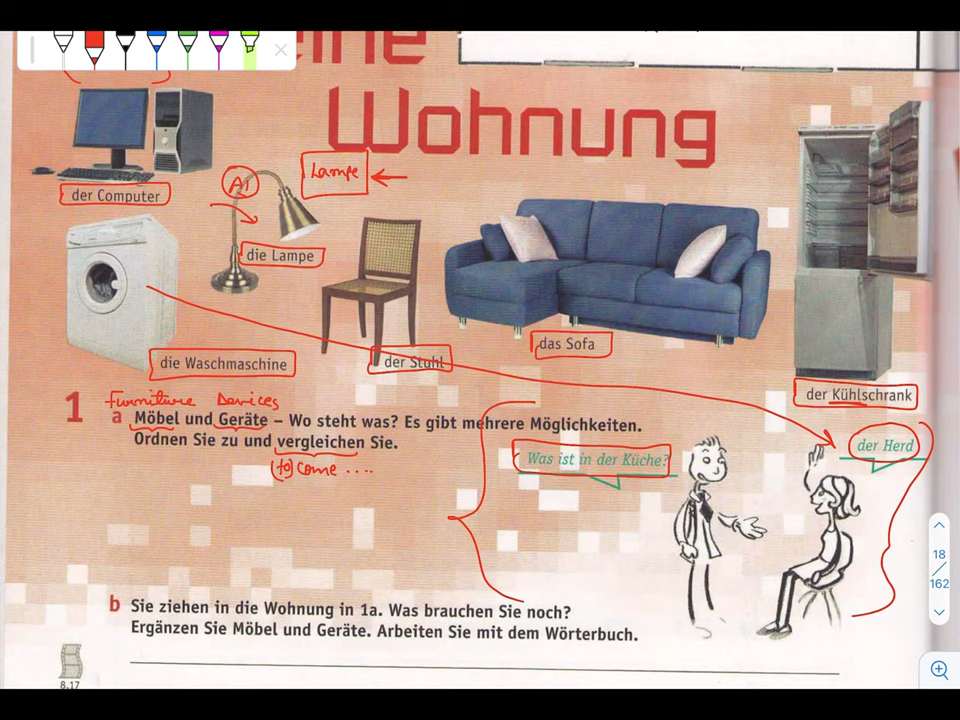 eine
Wohnung
der Computer
A1
Lampe
die Lampe
die Waschmaschine
der Stuhl
das Sofa
der Kühlschrank
Furniture Devices
1
a Möbel und Geräte – Wo steht was? Es gibt mehrere Möglichkeiten.
Ordnen Sie zu und vergleichen Sie.
(to) come ....
Was ist in der Küche?
der Herd
b Sie ziehen in die Wohnung in 1a. Was brauchen Sie noch?
Ergänzen Sie Möbel und Geräte. Arbeiten Sie mit dem Wörterbuch.
8.17
18
162